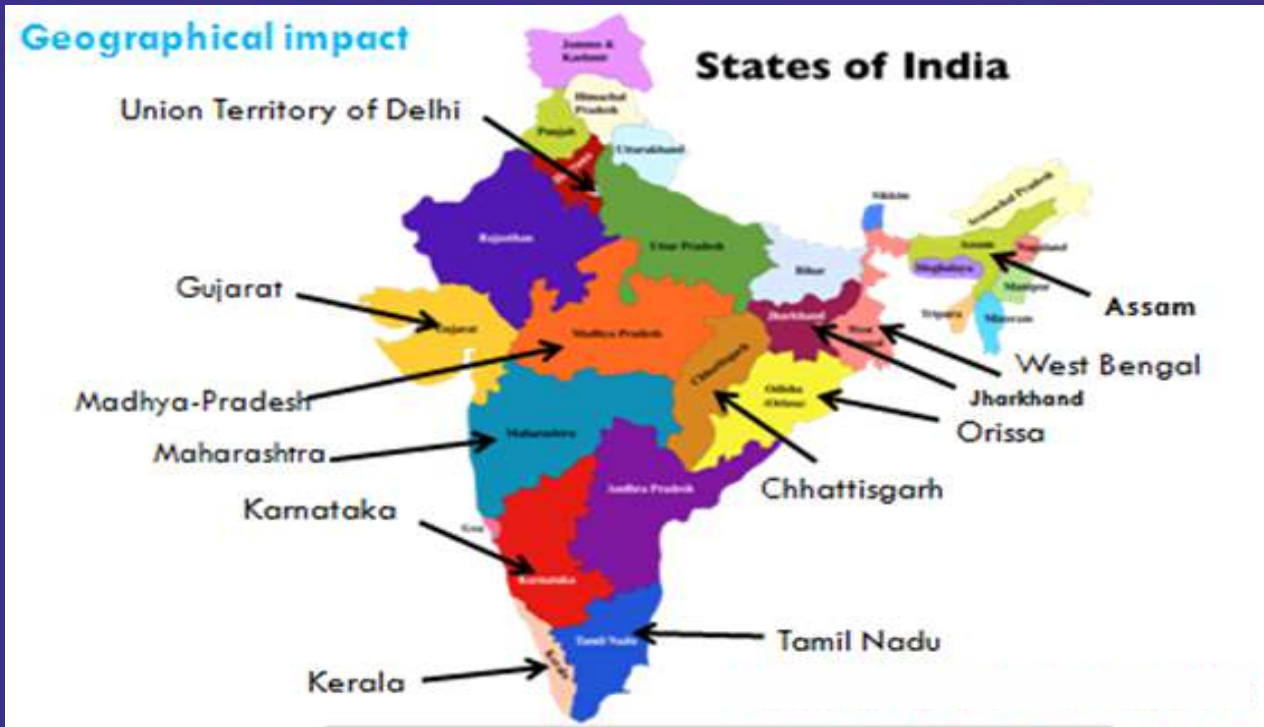 Geographical impact
States of India
Jammu &
Kashmir
Himachal
Pradesh
Union Territory of Delhi
Punjab
Uttarakhand
Arunachal Pradesh
Sikkim
Rajasthan
Uttar Pradesh
Assam
Nagaland
Bihar
Meghalaya
Manipur
Gujarat
Assam
Tripura
Mizoram
Jharkhand
West
Gujarat
Madhya Pradesh
West Bengal
Chhattisgarh
Odisha
(Orissa)
Madhya-Pradesh
Jharkhand
Orissa
Maharashtra
Maharashtra
Chhattisgarh
Andhra Pradesh
Karnataka
Goa
Karnataka
Tamil Nadu
Tamil Nadu
Kerala
Kerala